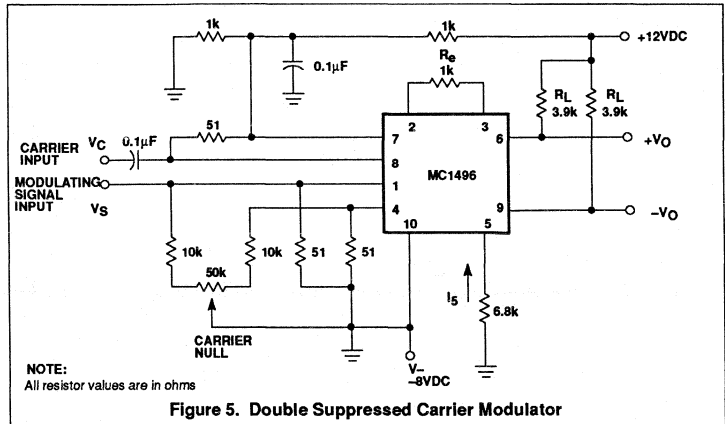 1k
1k
+12VDC
0.1µF
Re
1k
RL
3.9k
RL
3.9k
51
2
3
VC
0.1µF
7
6
+VO
CARRIER
INPUT
8
MC1496
MODULATING
SIGNAL
INPUT
1
VS
4
9
–VO
10
5
10k
10k
51
51
50k
I5
6.8k
CARRIER
NULL
V–
–8VDC
NOTE:
All resistor values are in ohms
Figure 5. Double Suppressed Carrier Modulator